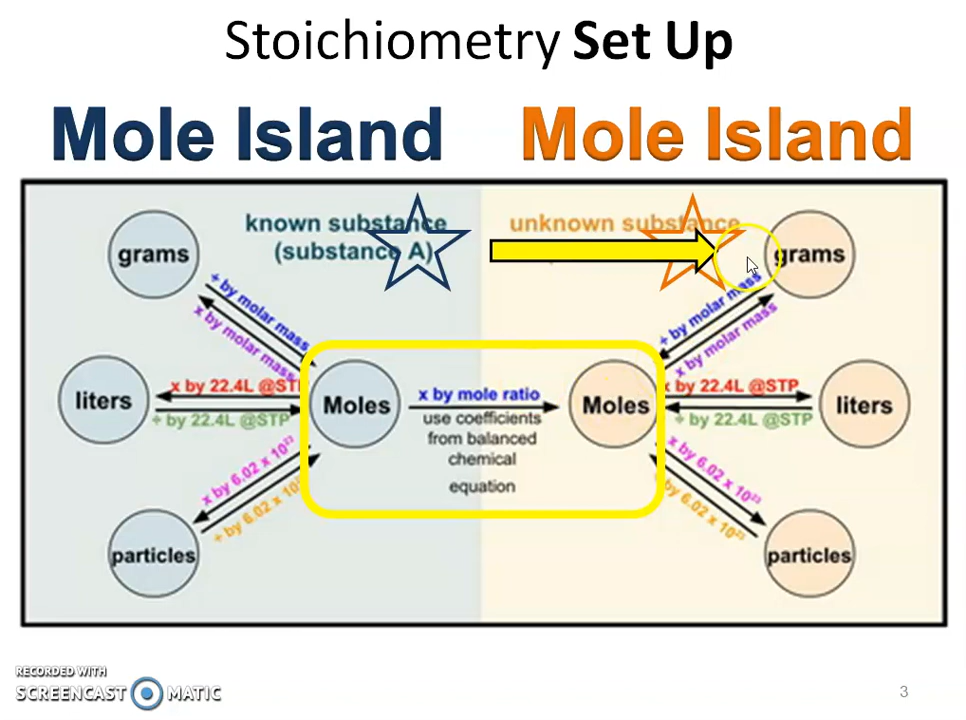 Stoichiometry Set Up
Mole Island
Mole Island
known substance
(substance A)
unknown substance
grams
÷ by molar mass
x by molar mass
liters
x by 22.4L @STP
÷ by 22.4L @STP
x by 6.02 x 10²³
÷ by 6.02 x 10
particles
Moles
x by mole ratio
use coefficients
from balanced
chemical
equation
Moles
grams
÷ by molar mass
x by molar mass
x by 22.4L @STP
÷ by 22.4L @STP
liters
x by 6.02 x 10²³
by 6.02 x 10²³
particles
RECORDED WITH
SCREENCAST MATIC
3